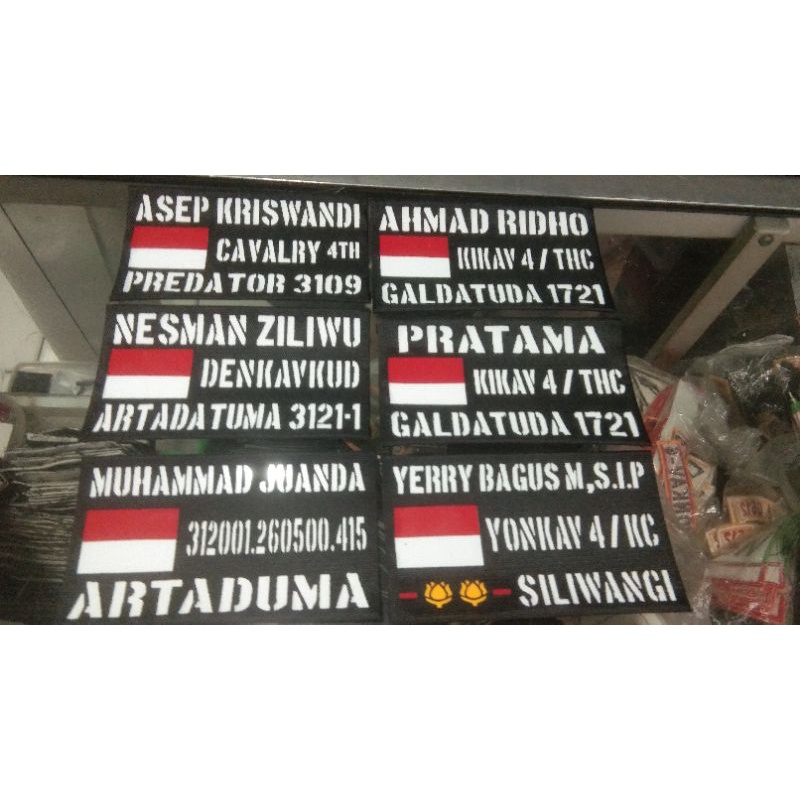 ASEP KRISWANDI
CAVALRY 4TH
PREDATOR 3109
AHMAD RIDHO
KIKAV 4 / THC
GALDATUDA 1721
NESMAN ZILIWU
DENKAVKUD
ARTADATUMA 3121-1
PRATAMA
KIKAV 4 / THC
GALDATUDA 1721
MUHAMMAD JUANDA
312001.260500.415
ARTADUMA
YERRY BAGUS M,S.I.P
YONKAV 4 / KC
SILIWANGI